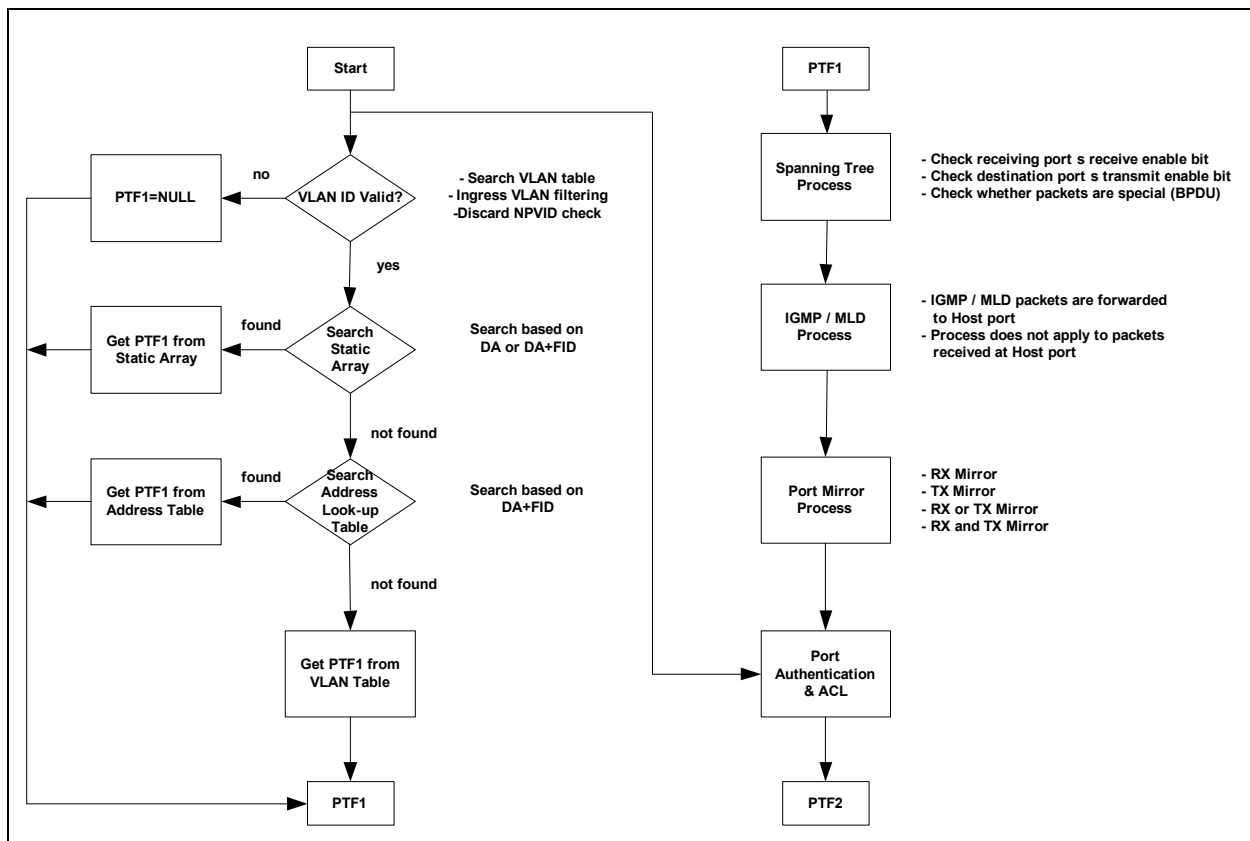 Start
VLAN ID Valid?
- Search VLAN table
- Ingress VLAN filtering
-Discard NPVID check
no
PTF1=NULL
yes
Search
Static
Array
Search based on
DA or DA+FID
found
Get PTF1 from
Static Array
not found
Search
Address
Look-up
Table
Search based on
DA+FID
found
Get PTF1 from
Address Table
not found
Get PTF1 from
VLAN Table
PTF1
PTF1
Spanning Tree
Process
- Check receiving port s receive enable bit
- Check destination port s transmit enable bit
- Check whether packets are special (BPDU)
IGMP / MLD
Process
- IGMP / MLD packets are forwarded
to Host port
- Process does not apply to packets
received at Host port
Port Mirror
Process
- RX Mirror
- TX Mirror
- RX or TX Mirror
- RX and TX Mirror
Port
Authentication
& ACL
PTF2